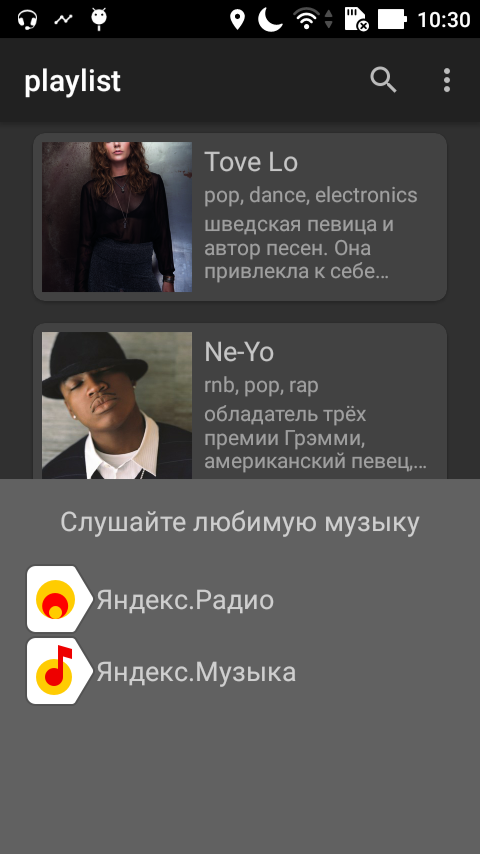 10:30
playlist
Tove Lo
pop, dance, electronics
шведская певица и
автор песен. Она
привлекла к себе…
Ne-Yo
rnb, pop, rap
обладатель трёх
премии Грэмми,
американский певец,…
Слушайте любимую музыку
Яндекс.Радио
Яндекс.Музыка